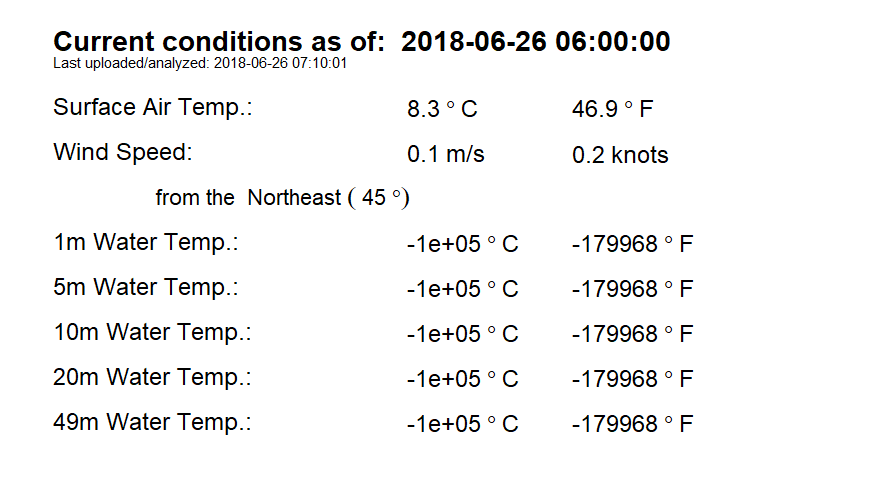 Current conditions as of:  2018-06-26 06:00:00
Last uploaded/analyzed: 2018-06-26 07:10:01
Surface Air Temp.: 8.3 ° C 46.9 ° F
Wind Speed: 0.1 m/s 0.2 knots
from the  Northeast ( 45 °)
1m Water Temp.: -1e+05 ° C -179968 ° F
5m Water Temp.: -1e+05 ° C -179968 ° F
10m Water Temp.: -1e+05 ° C -179968 ° F
20m Water Temp.: -1e+05 ° C -179968 ° F
49m Water Temp.: -1e+05 ° C -179968 ° F